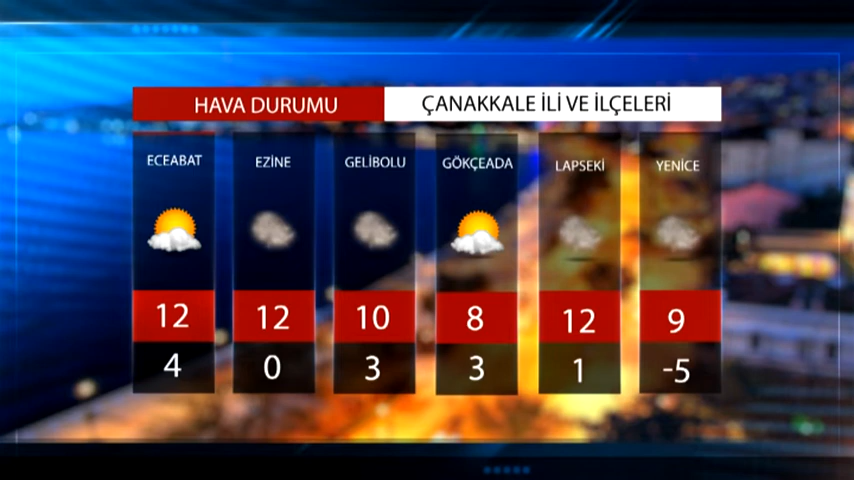 HAVA DURUMU
ÇANAKKALE İLİ VE İLÇELERİ
ECEABAT
EZİNE
GELİBOLU
GÖKÇEADA
LAPSEKİ
YENİCE
12
12
10
8
12
9
4
0
3
3
1
-5